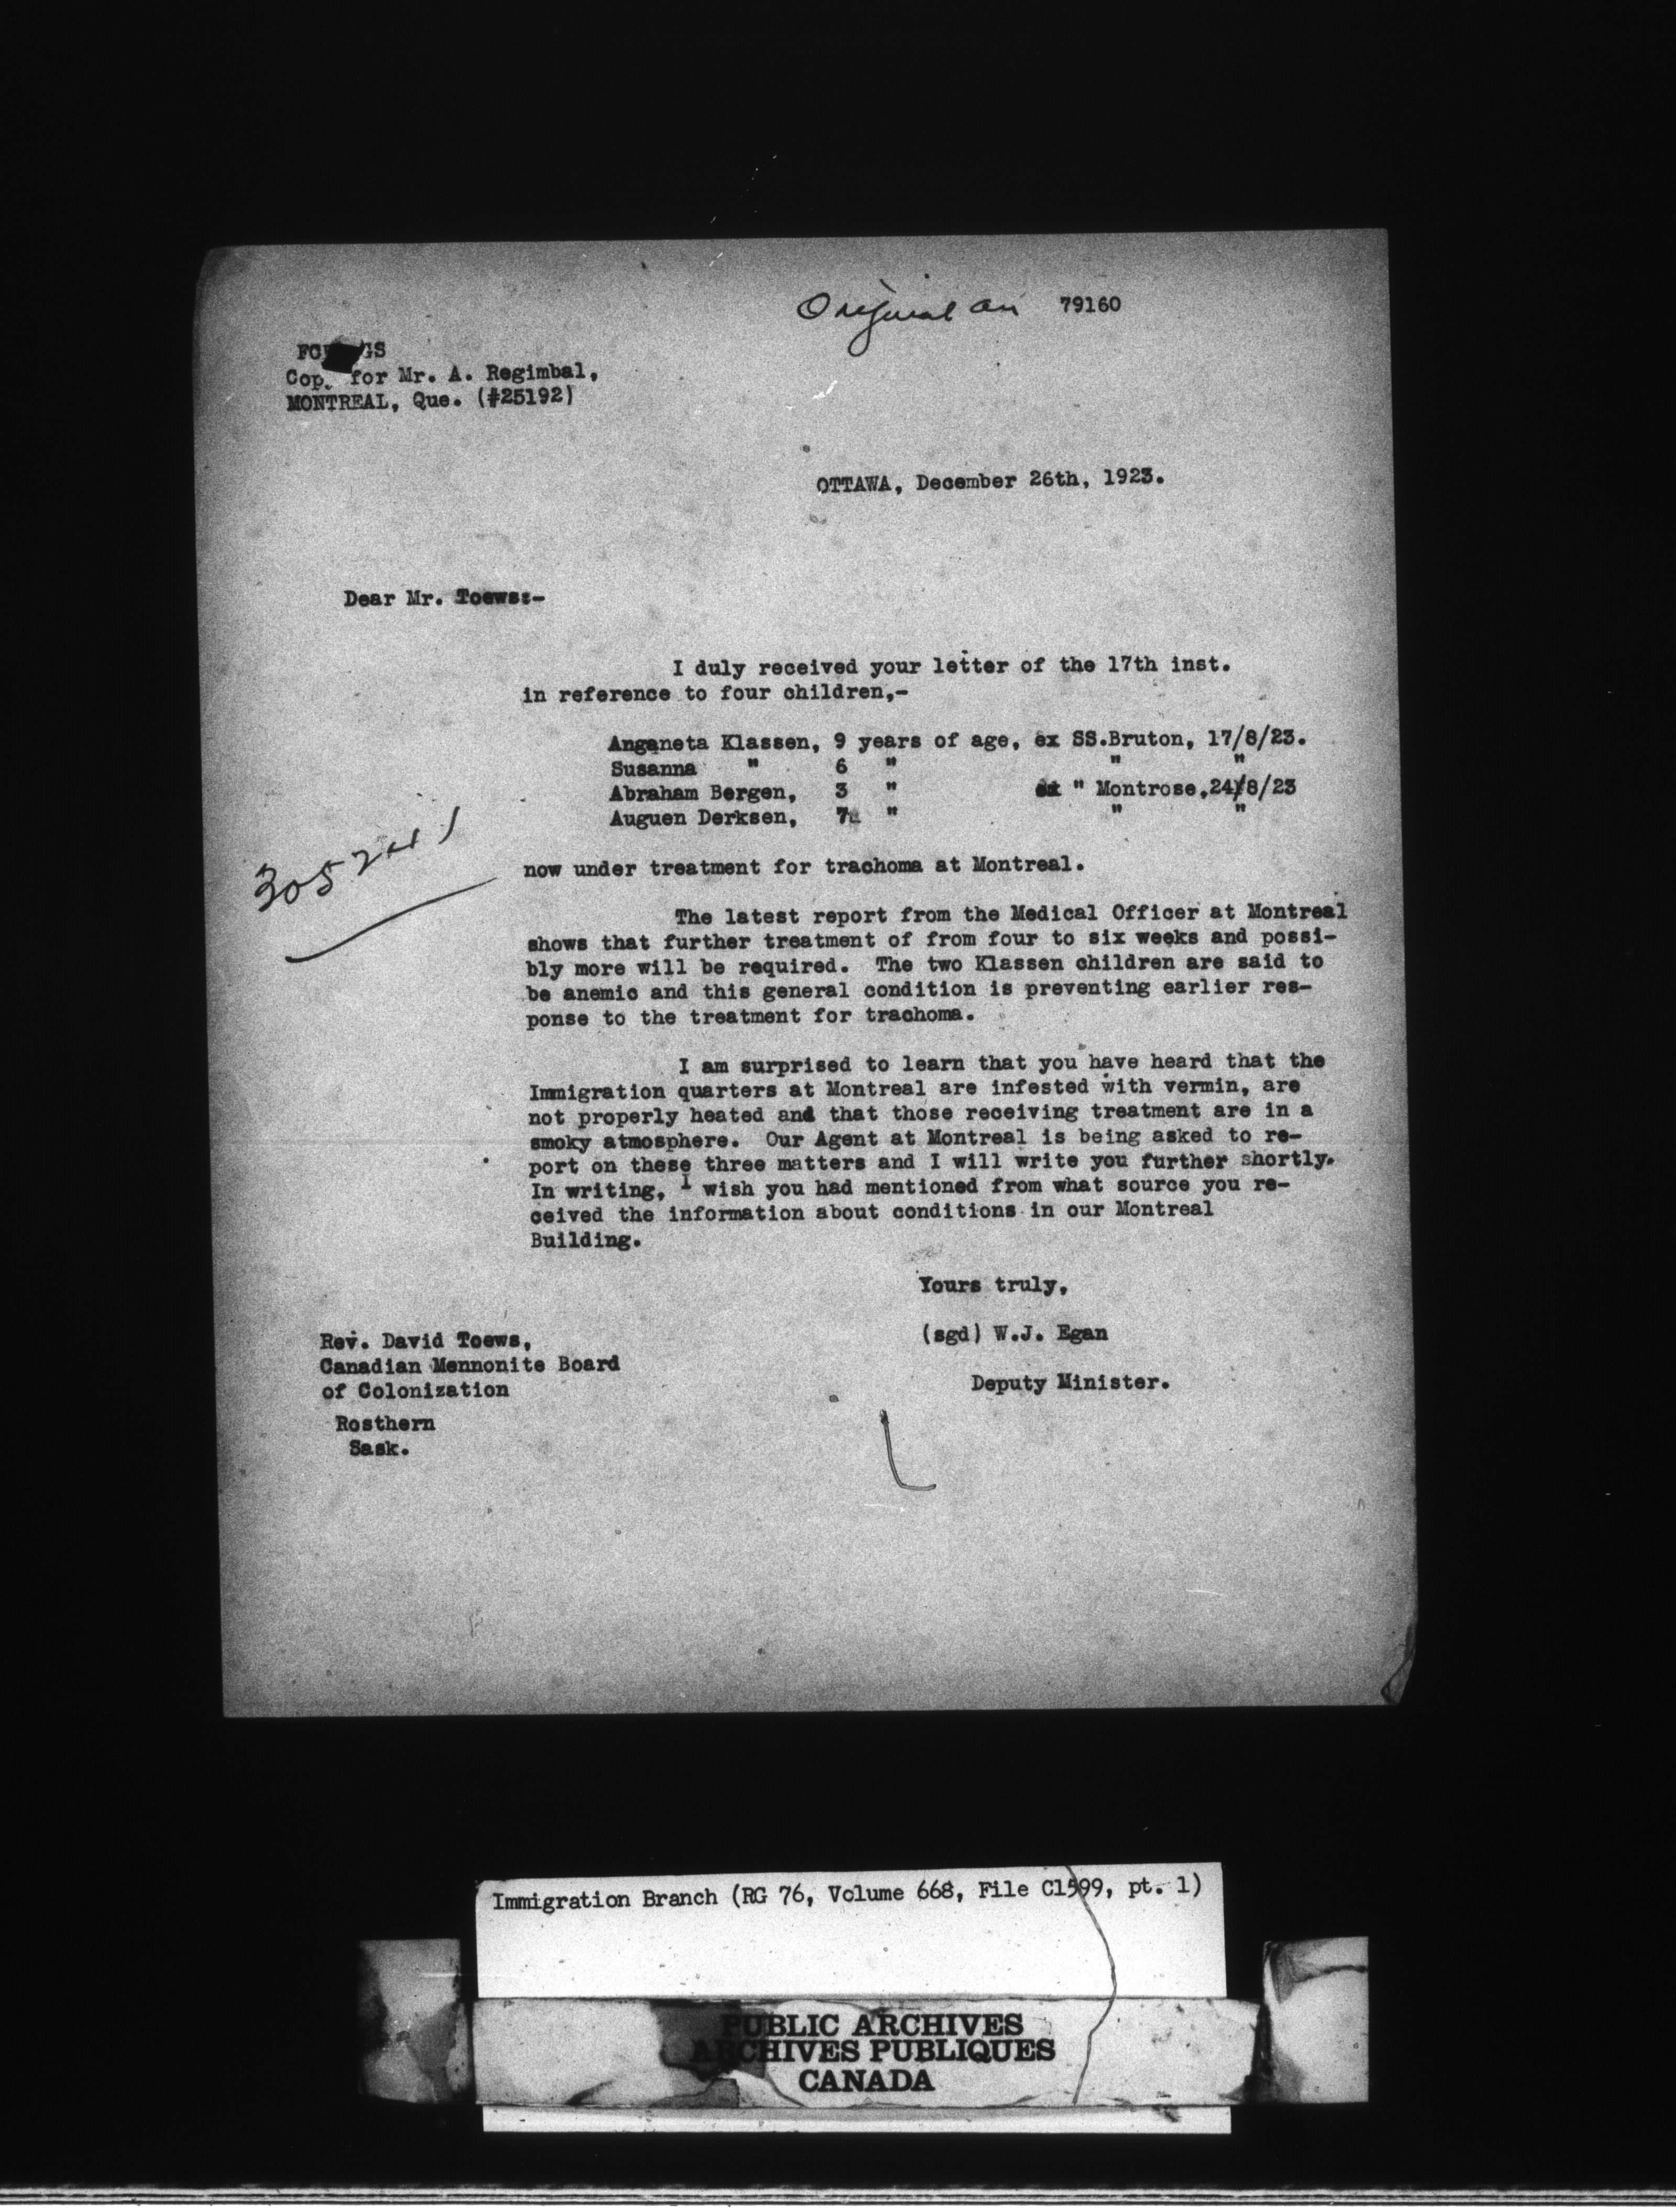 Original on 79160
Cop. for Mr. A. Regimbal,
MONTREAL, Que. (#25192)
OTTAWA, December 26th, 1923.
Dear Mr. Toews:-
I duly received your letter of the 17th inst.
in reference to four children,-
Anganeta Klassen, 9 years of age, ex SS.Bruton, 17/8/23.
Susanna " 6 " " "
Abraham Bergen, 3 " ex " Montrose,24/8/23
Auguen Derksen, 7 " " "
now under treatment for trachoma at Montreal.
3052441
The latest report from the Medical Officer at Montreal
shows that further treatment of from four to six weeks and possi-
bly more will be required. The two Klassen children are said to
be anemic and this general condition is preventing earlier res-
ponse to the treatment for trachoma.
I am surprised to learn that you have heard that the
Immigration quarters at Montreal are infested with vermin, are
not properly heated and that those receiving treatment are in a
smoky atmosphere. Our Agent at Montreal is being asked to re-
port on these three matters and I will write you further shortly.
In writing, I wish you had mentioned from what source you re-
ceived the information about conditions in our Montreal
Building.
Yours truly,
(sgd) W.J. Egan
Deputy Minister.
Rev. David Toews,
Canadian Mennonite Board
of Colonization
Rosthern
Sask.
Immigration Branch (RG 76, Volume 668, File C1599, pt. 1)
PUBLIC ARCHIVES
ARCHIVES PUBLIQUES
CANADA